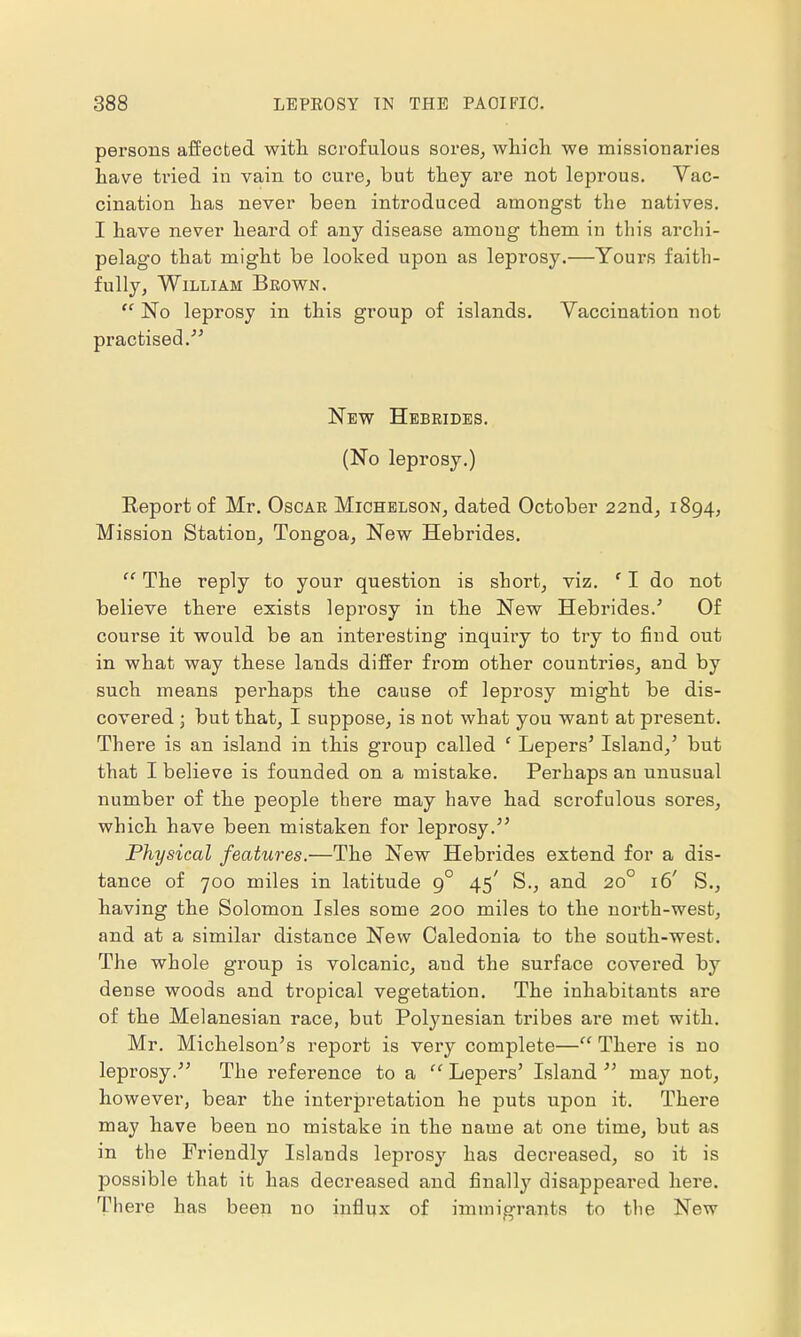 388 LEPROSY IN THE PACIFIC.
persons affected with scrofulous sores, which we missionaries
have tried in vain to cure, but they are not leprous. Vac-
cination has never been introduced amongst the natives.
I have never heard of any disease among them in this archi-
pelago that might be looked upon as leprosy.—Yours faith-
fully, William Brown.
“No leprosy in this group of islands. Vaccination not
practised.”
New Hebrides.
(No leprosy.)
Report of Mr. Oscar Michelson, dated October 22nd, 1894,
Mission Station, Tongoa, New Hebrides.
“The reply to your question is short, viz. ‘I do not
believe there exists leprosy in the New Hebrides.’ Of
course it would be an interesting inquiry to try to find out
in what way these lands differ from other countries, and by
such means perhaps the cause of leprosy might be dis-
covered; but that, I suppose, is not what you want at present.
There is an island in this group called ‘Lepers’ Island,’ but
that I believe is founded on a mistake. Perhaps an unusual
number of the people there may have had scrofulous sores,
which have been mistaken for leprosy.”
Physical features.—The New Hebrides extend for a dis-
tance of 700 miles in latitude 9° 45′ S., and 20° 16′ S.,
having the Solomon Isles some 200 miles to the north-west,
and at a similar distance New Caledonia to the south-west.
The whole group is volcanic, and the surface covered by
dense woods and tropical vegetation. The inhabitants are
of the Melanesian race, but Polynesian tribes are met with.
Mr. Michelson’s report is very complete—“There is no
leprosy.” The reference to a “Lepers’ Island” may not,
however, bear the interpretation he puts upon it. There
may have been no mistake in the name at one time, but as
in the Friendly Islands leprosy has decreased, so it is
possible that it has decreased and finally disappeared here.
There has been no influx of immigrants to the New